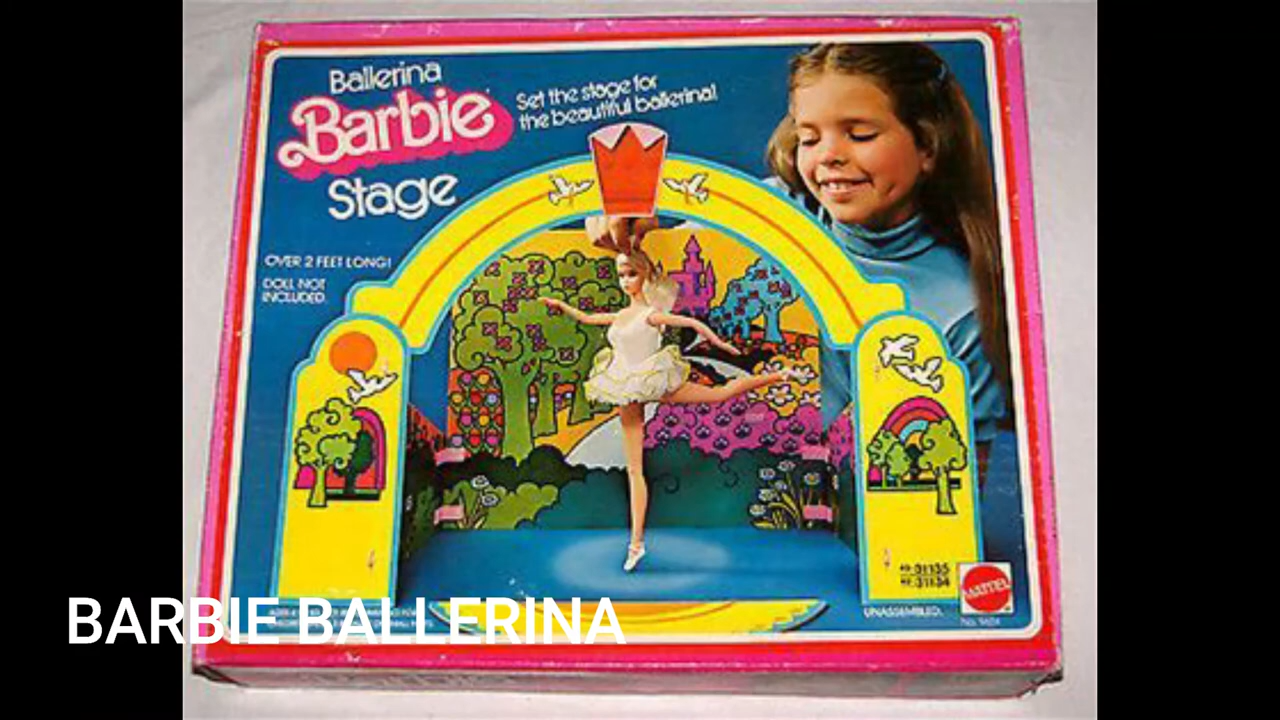 Ballerina
Barbie
Stage
Set the stage for
the beautiful ballerina!
OVER 2 FEET LONG!
DOLL NOT
INCLUDED.
MATTEL
UNASSEMBLED.
BARBIE BALLERINA